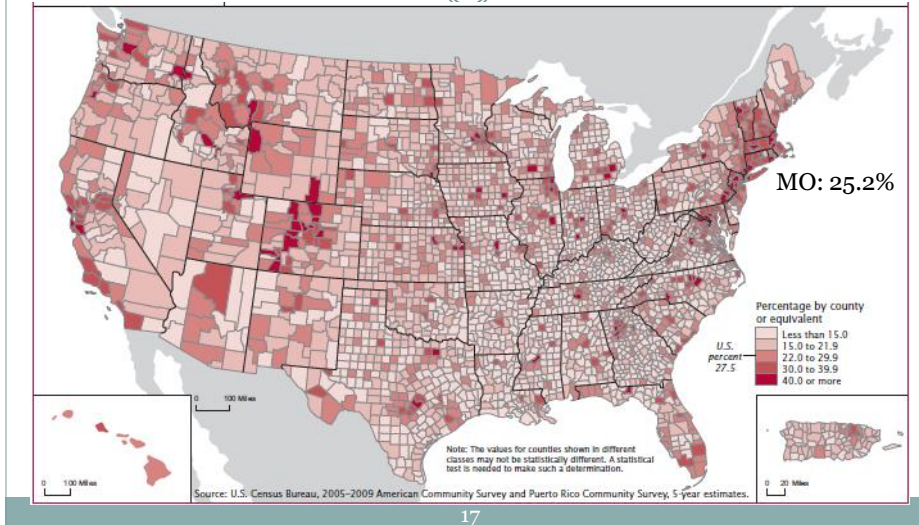 MO: 25.2%
Percentage by county
or equivalent
Less than 15.0
15.0 to 21.9
22.0 to 29.9
30.0 to 39.9
40.0 or more
U.S.
percent
27.5
0 100 Miles
Note: The values for counties shown in different
classes may not be statistically different. A statistical
test is needed to make such a determination.
0 100 Miles
0 20 Miles
Source: U.S. Census Bureau, 2005–2009 American Community Survey and Puerto Rico Community Survey, 5-year estimates.
17